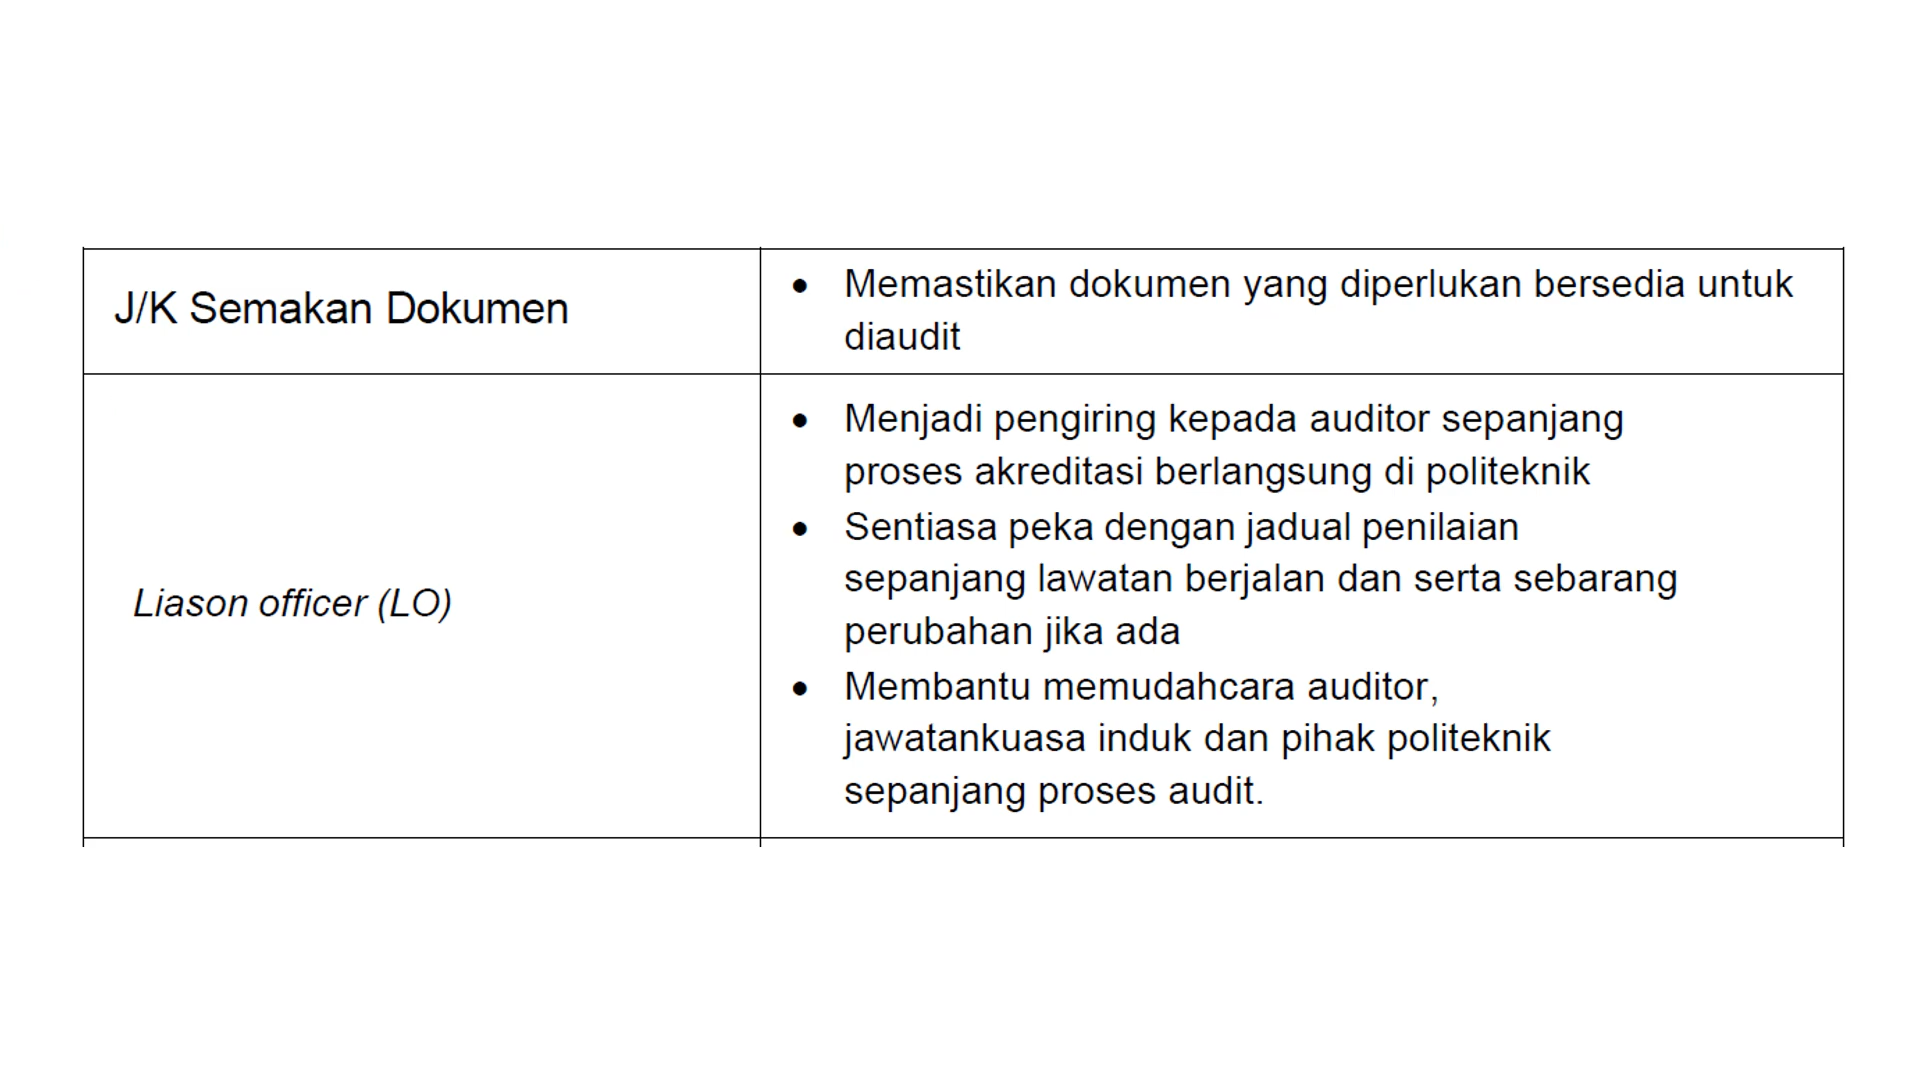 J/K Semakan Dokumen
• Memastikan dokumen yang diperlukan bersedia untuk
diaudit
Liason officer (LO)
• Menjadi pengiring kepada auditor sepanjang
proses akreditasi berlangsung di politeknik
• Sentiasa peka dengan jadual penilaian
sepanjang lawatan berjalan dan serta sebarang
perubahan jika ada
• Membantu memudahcara auditor,
jawatankuasa induk dan pihak politeknik
sepanjang proses audit.